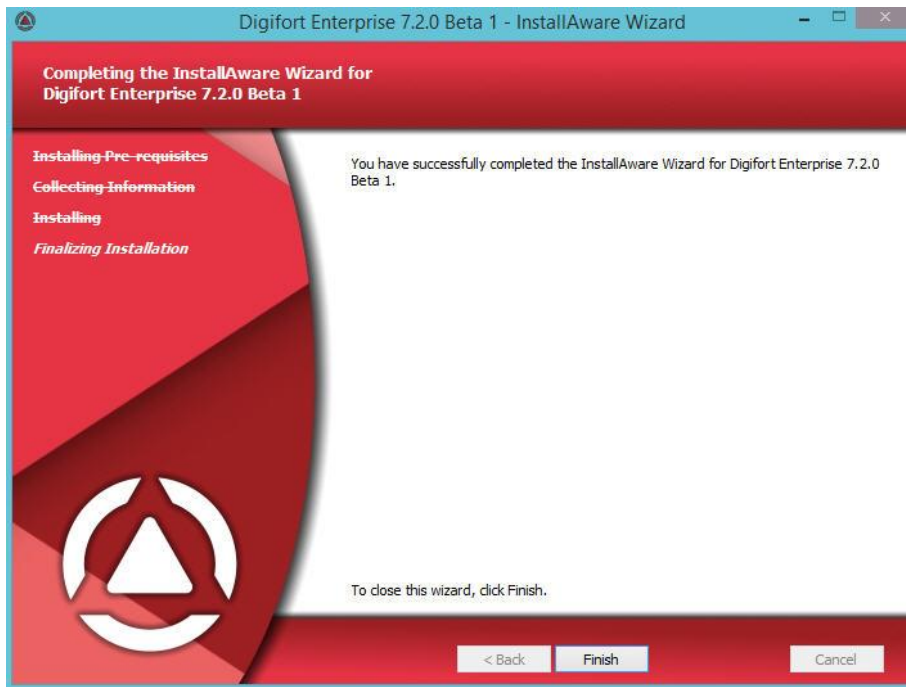 Digifort Enterprise 7.2.0 Beta 1 - InstallAware Wizard
Completing the InstallAware Wizard for
Digifort Enterprise 7.2.0 Beta 1
Installing Pre-requisites
Collecting Information
Installing
Finalizing Installation
You have successfully completed the InstallAware Wizard for Digifort Enterprise 7.2.0
Beta 1.
To close this wizard, click Finish.
< Back
Finish
Cancel